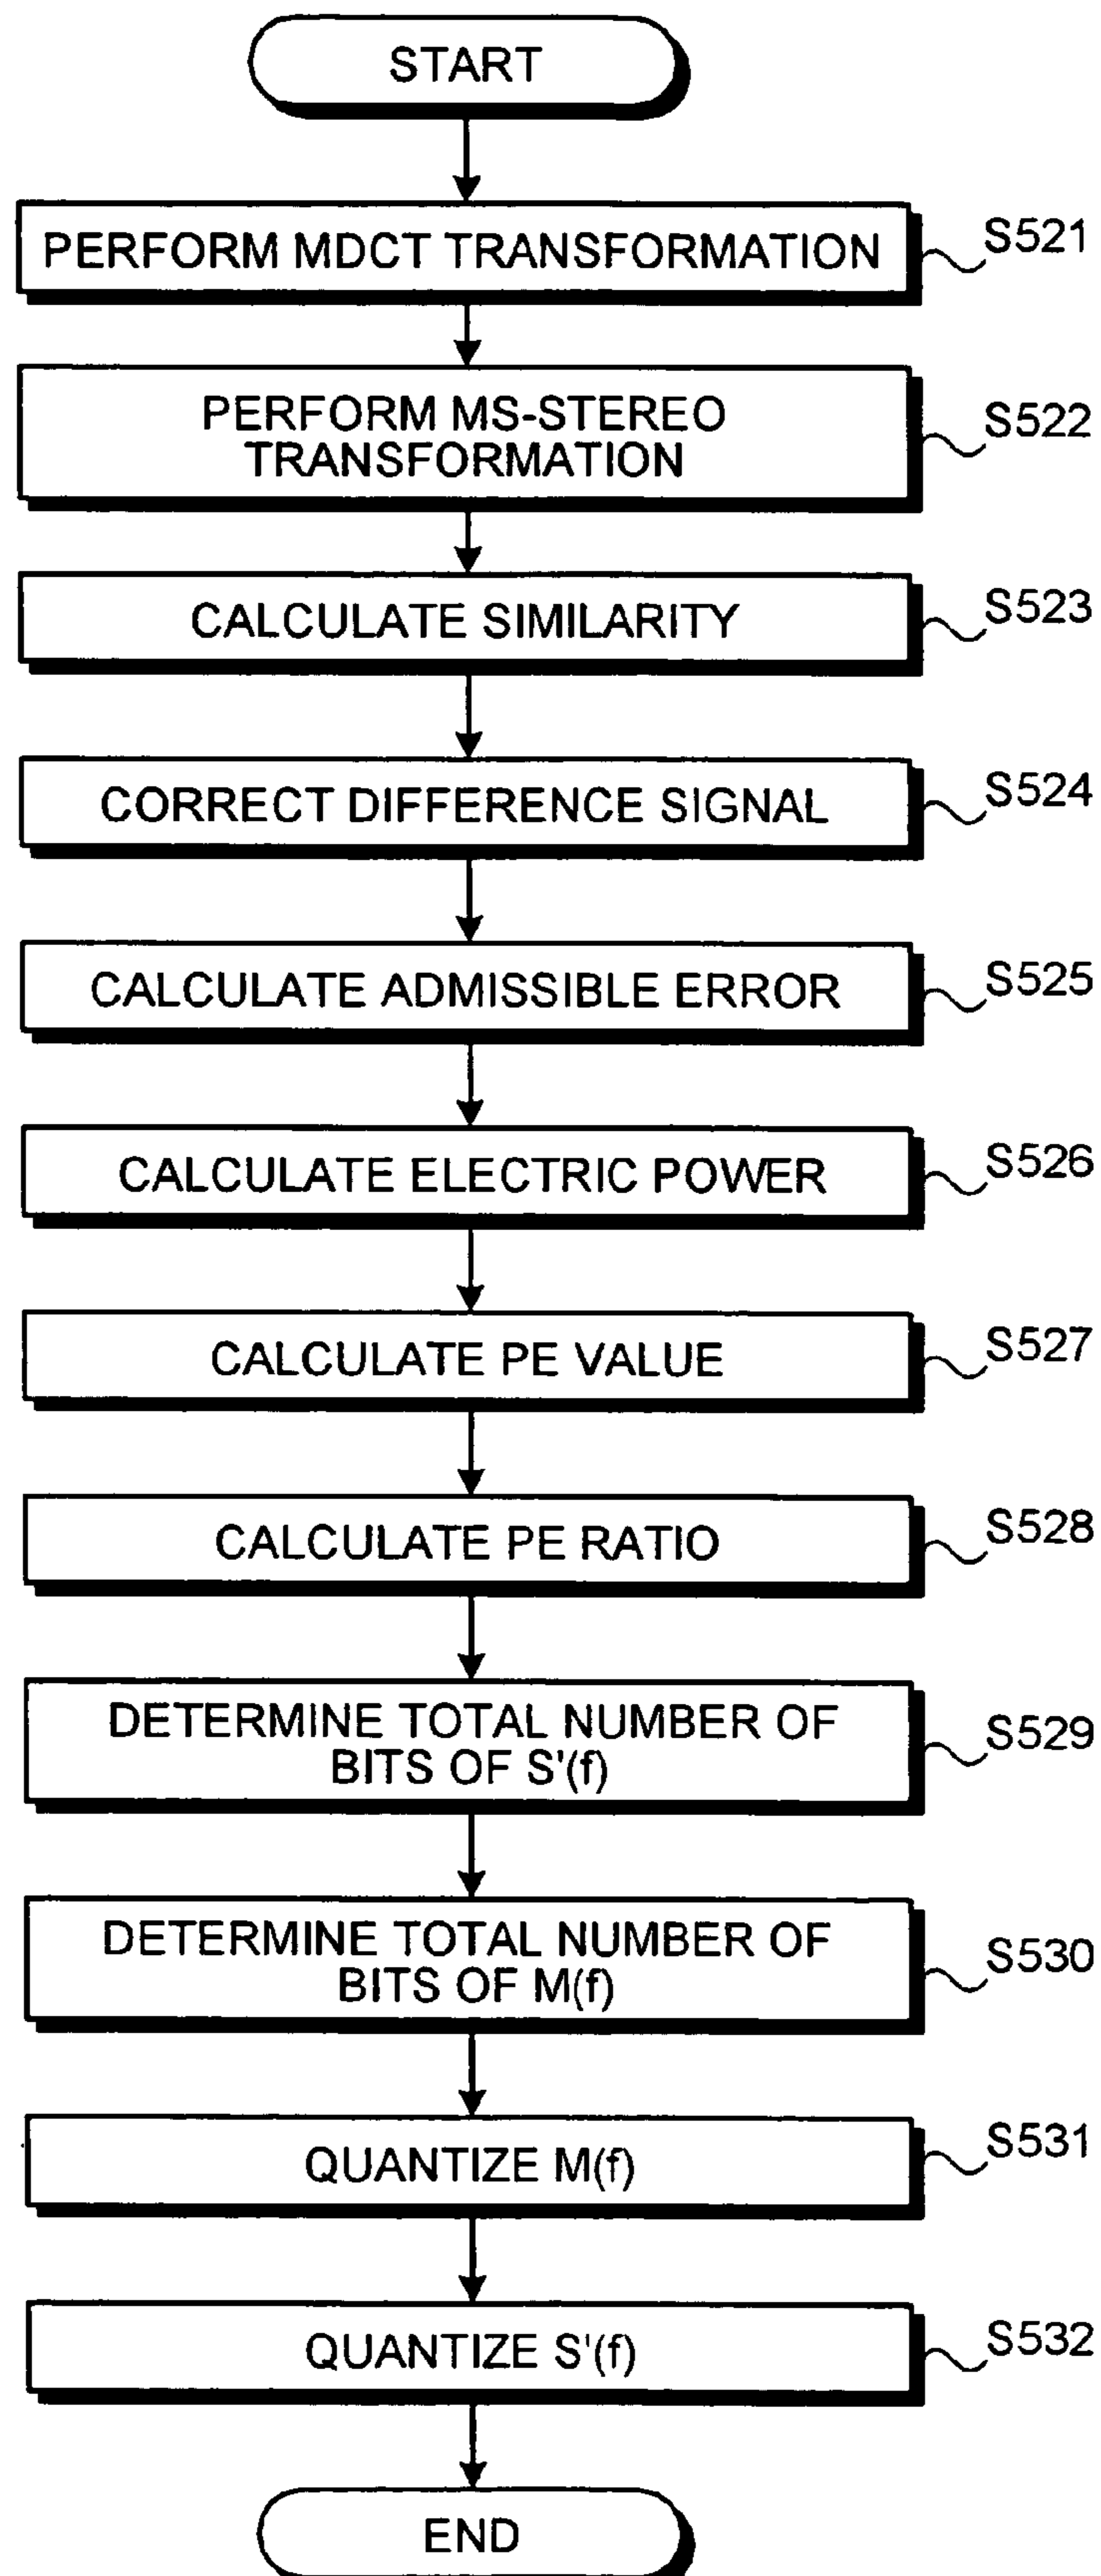 START
PERFORM MDCT TRANSFORMATION
S521
PERFORM MS-STEREO
TRANSFORMATION
S522
CALCULATE SIMILARITY
S523
CORRECT DIFFERENCE SIGNAL
S524
CALCULATE ADMISSIBLE ERROR
S525
CALCULATE ELECTRIC POWER
S526
CALCULATE PE VALUE
S527
CALCULATE PE RATIO
S528
DETERMINE TOTAL NUMBER OF
BITS OF S'(f)
S529
DETERMINE TOTAL NUMBER OF
BITS OF M(f)
S530
QUANTIZE M(f)
S531
QUANTIZE S'(f)
S532
END